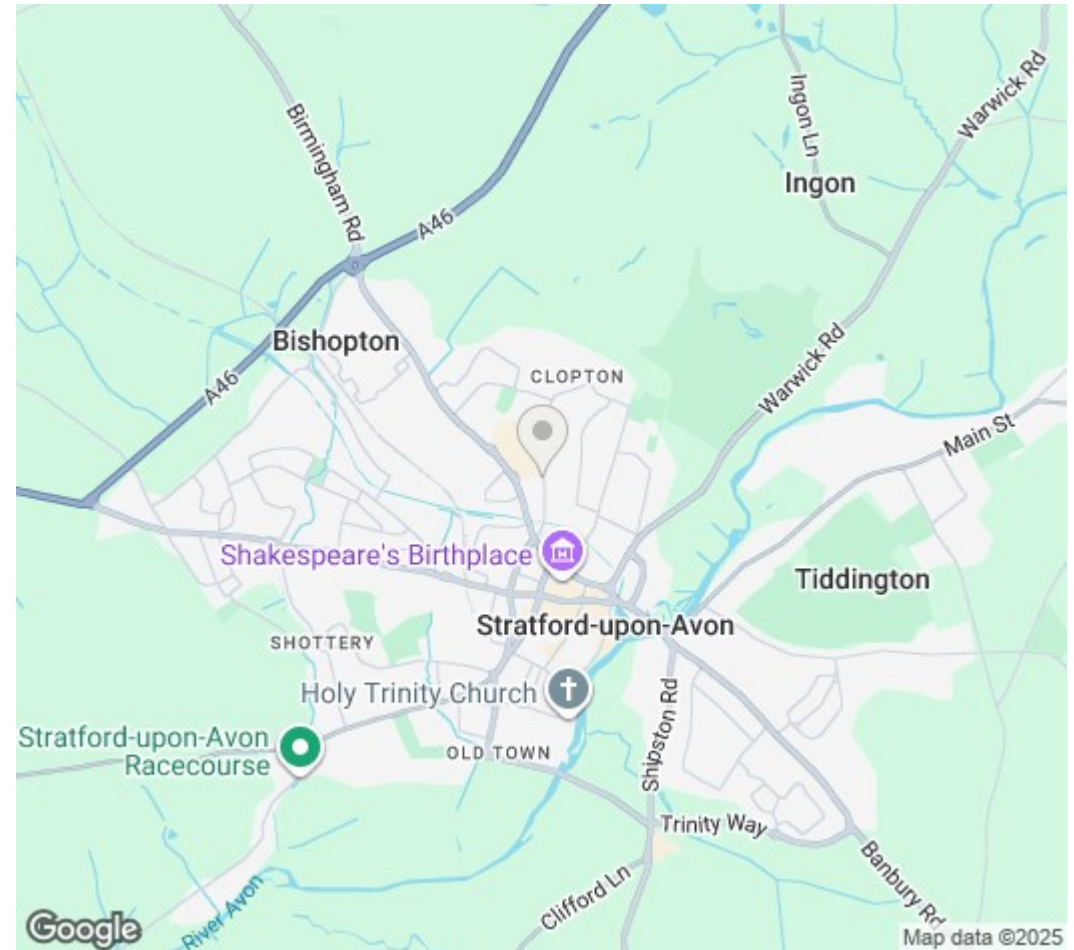 Birmingham Rd
A46
Ingon Ln
Warwick Rd
Ingon
Bishopton
A46
CLOPTON
Warwick Rd
Main St
Shakespeare's Birthplace
Tiddington
Stratford-upon-Avon
SHOTTERY
Holy Trinity Church
Stratford-upon-Avon
Racecourse
OLD TOWN
Shipston Rd
Trinity Way
Banbury Rd
Clifford Ln
River Avon
Google
Map data ©2025